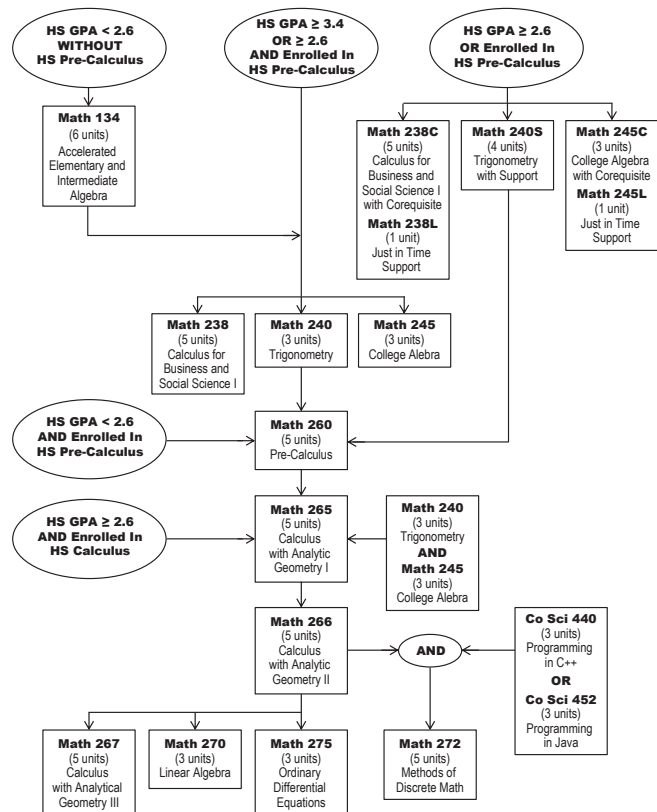 HS GPA < 2.6
WITHOUT
HS Pre-Calculus
HS GPA ≥ 3.4
OR ≥ 2.6
AND Enrolled In
HS Pre-Calculus
HS GPA ≥ 2.6
OR Enrolled In
HS Pre-Calculus
Math 134
(6 units)
Accelerated
Elementary and
Intermediate
Algebra
Math 238C
(5 units)
Calculus for
Business and
Social Science I
with Corequisite
Math 238L
(1 unit)
Just in Time
Support
Math 240S
(4 units)
Trigonometry
with Support
Math 245C
(3 units)
College Algebra
with Corequisite
Math 245L
(1 unit)
Just in Time
Support
Math 238
(5 units)
Calculus for
Business and
Social Science I
Math 240
(3 units)
Trigonometry
Math 245
(3 units)
College Alebra
HS GPA < 2.6
AND Enrolled In
HS Pre-Calculus
Math 260
(5 units)
Pre-Calculus
HS GPA ≥ 2.6
AND Enrolled In
HS Calculus
Math 265
(5 units)
Calculus
with Analytic
Geometry I
Math 240
(3 units)
Trigonometry
AND
Math 245
(3 units)
College Alebra
Math 266
(5 units)
Calculus
with Analytic
Geometry II
AND
Co Sci 440
(3 units)
Programming
in C++
OR
Co Sci 452
(3 units)
Programming
in Java
Math 267
(5 units)
Calculus
with Analytical
Geometry III
Math 270
(3 units)
Linear Algebra
Math 275
(3 units)
Ordinary
Differential
Equations
Math 272
(5 units)
Methods of
Discrete Math